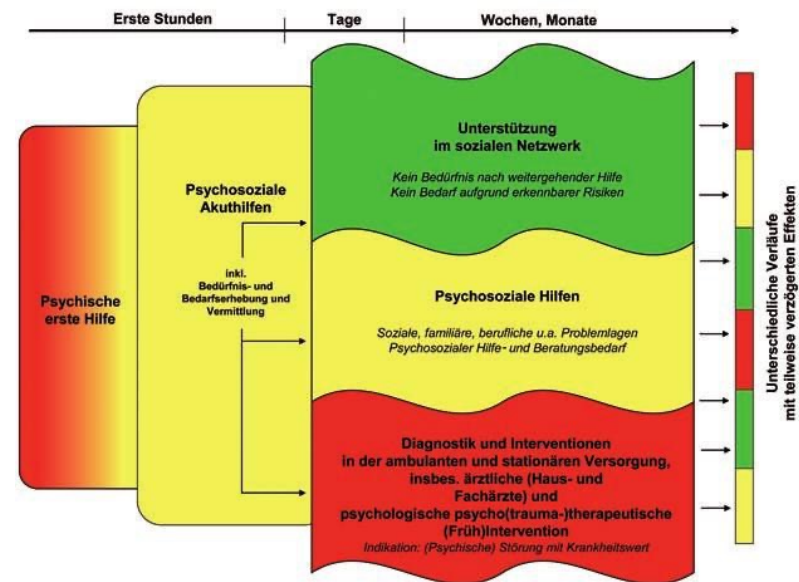 Erste Stunden
Tage
Wochen, Monate
Psychische
erste Hilfe
Psychosoziale
Akuthilfen
inkl.
Bedürfnis- und
Bedarfserhebung und
Vermittlung
Unterstützung
im sozialen Netzwerk
Kein Bedürfnis nach weitergehender Hilfe
Kein Bedarf aufgrund erkennbarer Risiken
Psychosoziale Hilfen
Soziale, familiäre, berufliche u.a. Problemlagen
Psychosozialer Hilfe- und Beratungsbedarf
Diagnostik und Interventionen
in der ambulanten und stationären Versorgung,
insbes. ärztliche (Haus- und
Fachärzte) und
psychologische psycho(trauma-)therapeutische
(Früh)Intervention
Indikation: (Psychische) Störung mit Krankheitswert
Unterschiedliche Verläufe
mit teilweise verzögerten Effekten